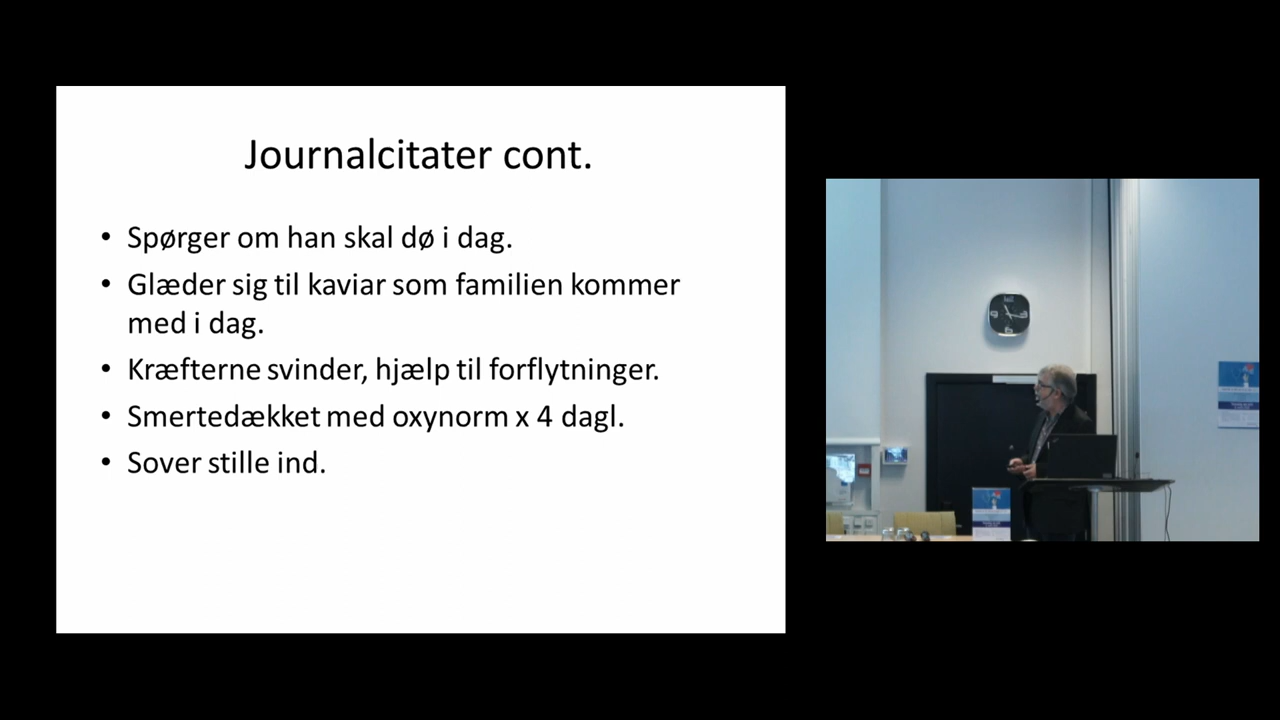 Journalcitater cont.
• Spørger om han skal dø i dag.
• Glæder sig til kaviar som familien kommer
med i dag.
• Kræfterne svinder, hjælp til forflytninger.
• Smertedækket med oxynorm x 4 dagl.
• Sover stille ind.